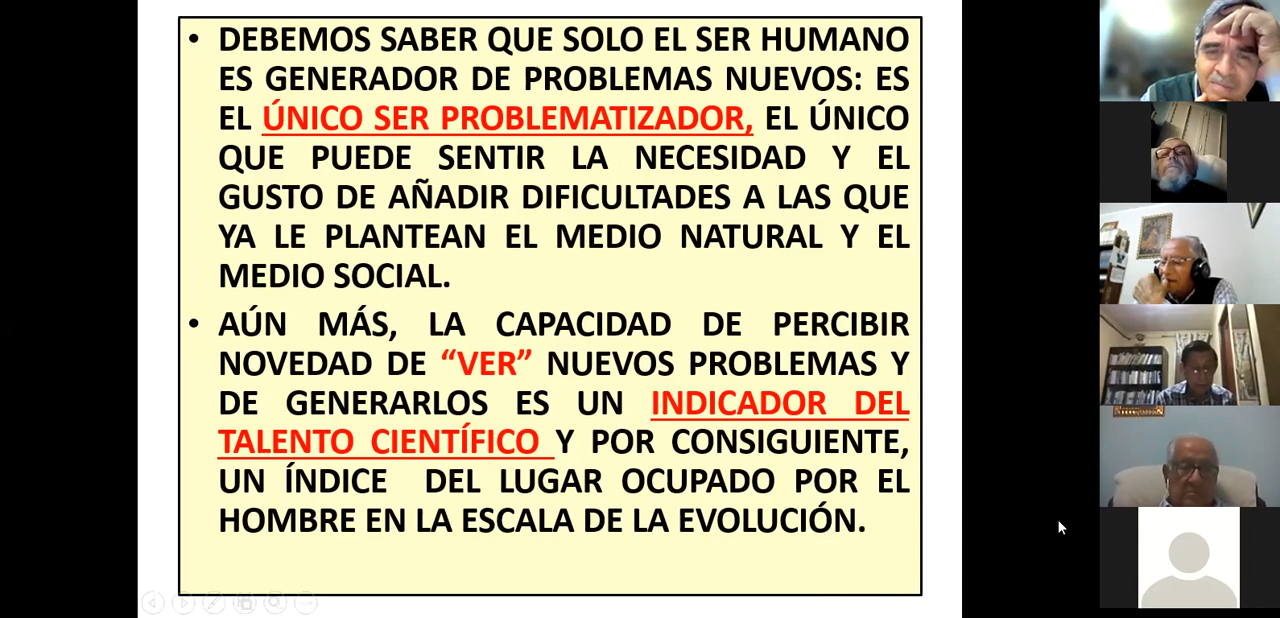 • DEBEMOS SABER QUE SOLO EL SER HUMANO
ES GENERADOR DE PROBLEMAS NUEVOS: ES
EL ÚNICO SER PROBLEMATIZADOR, EL ÚNICO
QUE PUEDE SENTIR LA NECESIDAD Y EL
GUSTO DE AÑADIR DIFICULTADES A LAS QUE
YA LE PLANTEAN EL MEDIO NATURAL Y EL
MEDIO SOCIAL.
• AÚN MÁS, LA CAPACIDAD DE PERCIBIR
NOVEDAD DE “VER” NUEVOS PROBLEMAS Y
DE GENERARLOS ES UN INDICADOR DEL
TALENTO CIENTÍFICO Y POR CONSIGUIENTE,
UN ÍNDICE DEL LUGAR OCUPADO POR EL
HOMBRE EN LA ESCALA DE LA EVOLUCIÓN.